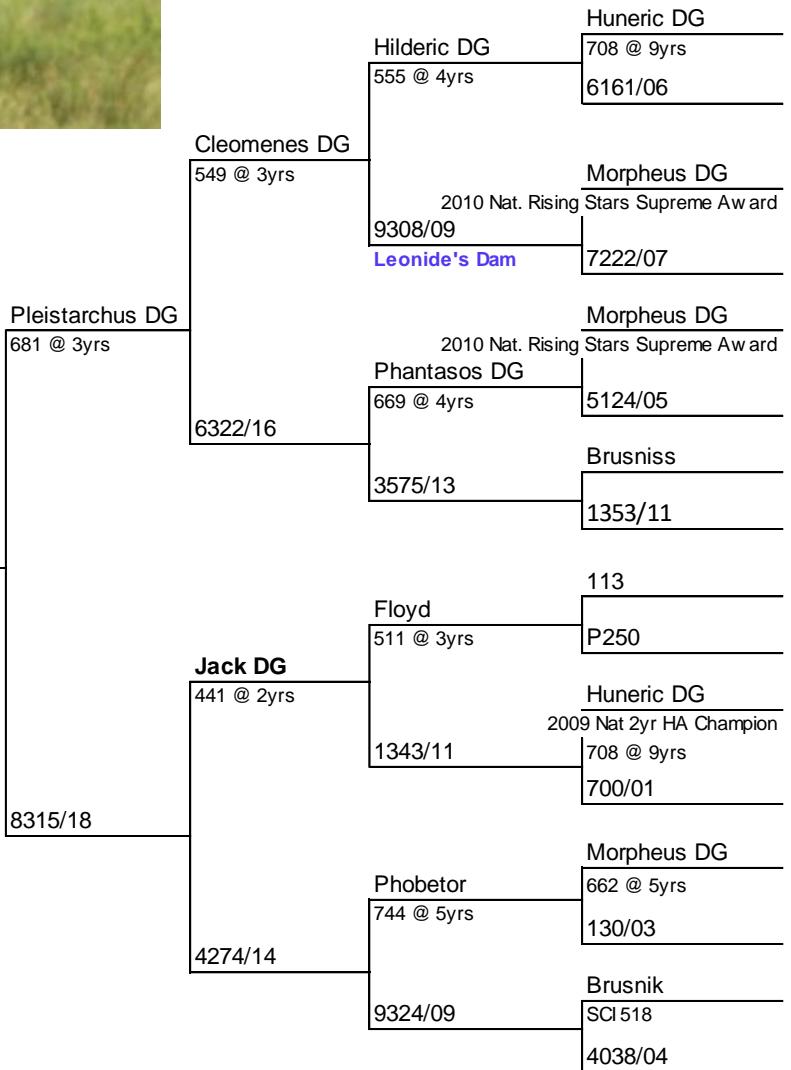 Huneric DG
Hilderic DG
708 @ 9yrs
555 @ 4yrs
6161/06
Cleomenes DG
549 @ 3yrs
Morpheus DG
2010 Nat. Rising Stars Supreme Award
9308/09
Leonide's Dam
7222/07
Pleistarchus DG
681 @ 3yrs
Morpheus DG
2010 Nat. Rising Stars Supreme Award
Phantasos DG
669 @ 4yrs
5124/05
6322/16
Brusniss
3575/13
1353/11
113
Floyd
511 @ 3yrs
P250
Jack DG
441 @ 2yrs
Huneric DG
2009 Nat 2yr HA Champion
1343/11
708 @ 9yrs
700/01
8315/18
Morpheus DG
Phobetor
662 @ 5yrs
744 @ 5yrs
130/03
4274/14
Brusnik
9324/09
SCI 518
4038/04